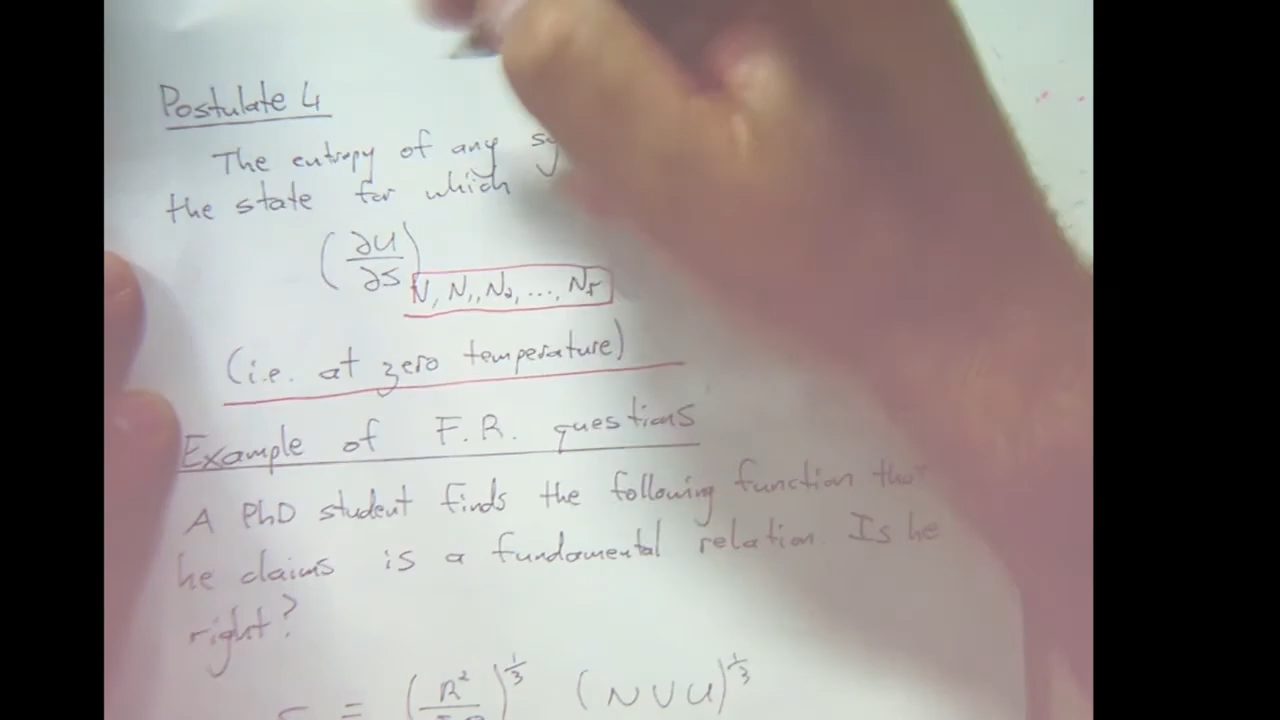 Postulate 4
The entropy of any
the state for which
(∂U/∂S) N, N₁, N₂, ..., Nᵣ
(i.e. at zero temperature)
Example of F.R. questions
A PhD student finds the following function that
he claims is a fundamental relation. Is he
right?
= (R²)^⅓ (NVU)^⅓